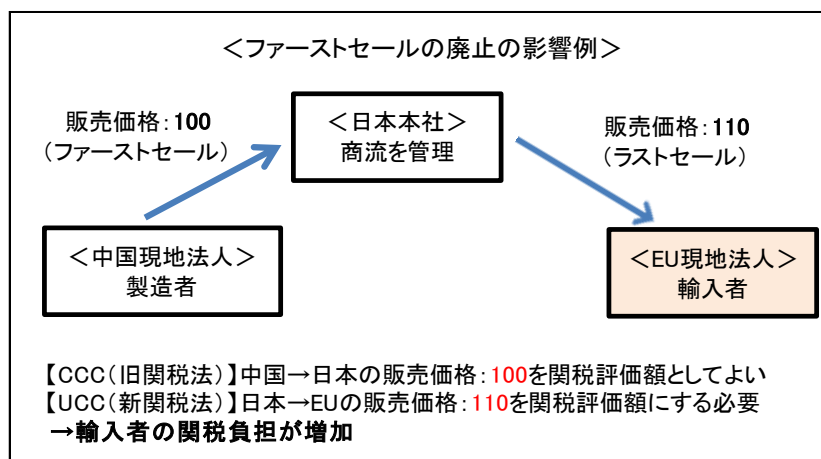 ＜ファーストセールの廃止の影響例＞
販売価格：100
（ファーストセール）
＜日本本社＞
商流を管理
販売価格：110
（ラストセール）
＜中国現地法人＞
製造者
＜EU現地法人＞
輸入者
【CCC（旧関税法）】中国→日本の販売価格：100を関税評価額としてよい
【UCC（新関税法）】日本→EUの販売価格：110を関税評価額にする必要
→輸入者の関税負担が増加